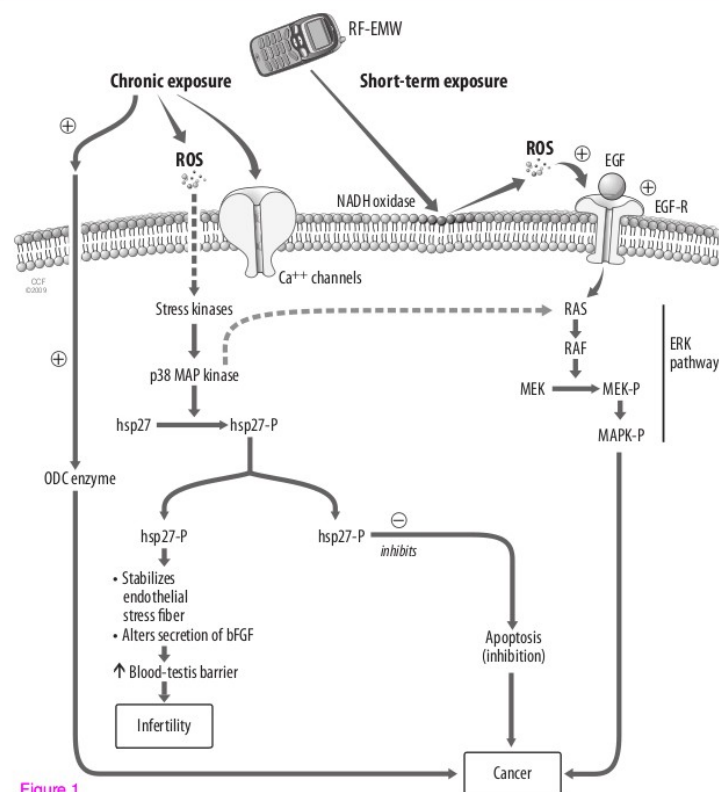 RF-EMW
Chronic exposure
Short-term exposure
⊕
ROS
ROS
⊕
EGF
⊕
NADH oxidase
EGF-R
CCF
©2009
Ca⁺⁺ channels
Stress kinases
RAS
⊕
RAF
ERK
pathway
p38 MAP kinase
MEK
MEK-P
hsp27
hsp27-P
MAPK-P
ODC enzyme
hsp27-P
hsp27-P
⊖
inhibits
• Stabilizes
endothelial
stress fiber
• Alters secretion of bFGF
↑ Blood-testis barrier
Apoptosis
(inhibition)
Infertility
Cancer
Figure 1